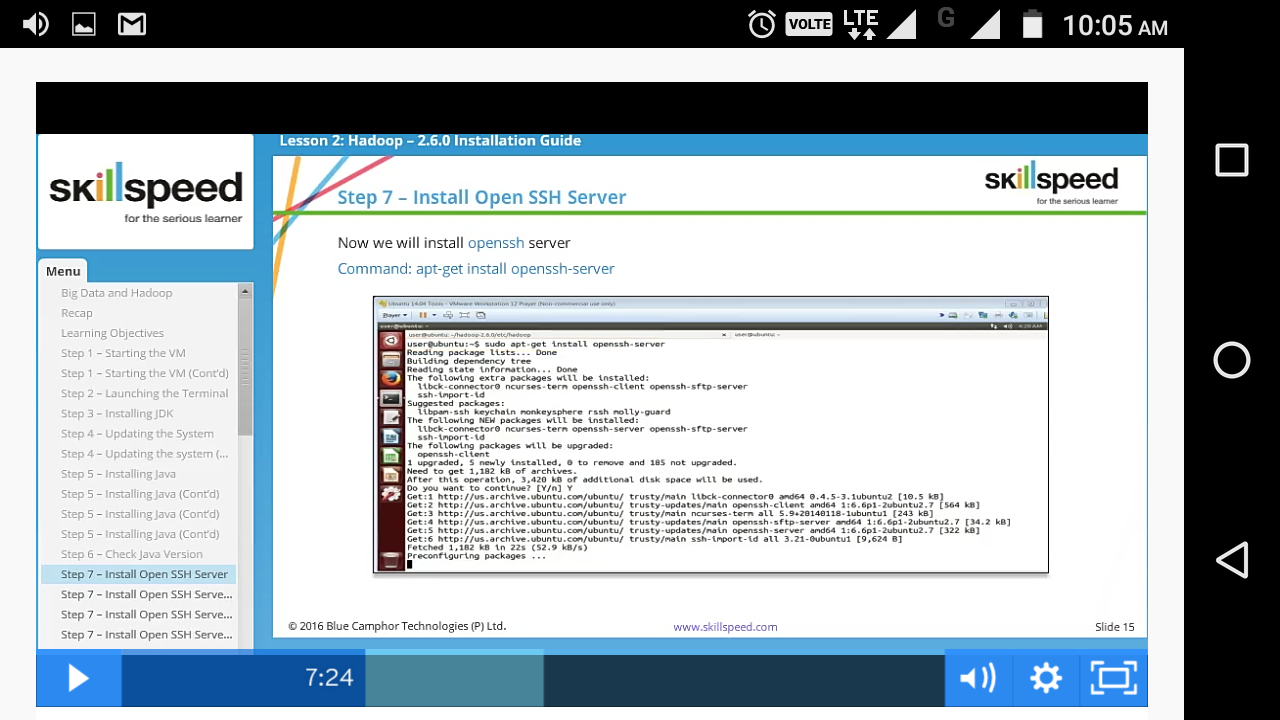 VOLTE LTE G 10:05 AM
Lesson 2: Hadoop – 2.6.0 Installation Guide
skillspeed
for the serious learner
Menu
Big Data and Hadoop
Recap
Learning Objectives
Step 1 – Starting the VM
Step 1 – Starting the VM (Cont'd)
Step 2 – Launching the Terminal
Step 3 – Installing JDK
Step 4 – Updating the System
Step 4 – Updating the system (...
Step 5 – Installing Java
Step 5 – Installing Java (Cont'd)
Step 5 – Installing Java (Cont'd)
Step 5 – Installing Java (Cont'd)
Step 6 – Check Java Version
Step 7 – Install Open SSH Server
Step 7 – Install Open SSH Serve...
Step 7 – Install Open SSH Serve...
Step 7 – Install Open SSH Serve...
Step 7 – Install Open SSH Server
skillspeed
for the serious learner
Now we will install openssh server
Command: apt-get install openssh-server
Ubuntu 14.04 Tools - VMware Workstation 12 Player (Non-commercial use only)
Player
user@ubuntu: ~
4:20 AM
user@ubuntu: ~/hadoop-2.6.0/etc/hadoop
user@ubuntu: ~
user@ubuntu:~$ sudo apt-get install openssh-server
Reading package lists... Done
Building dependency tree
Reading state information... Done
The following extra packages will be installed:
libck-connector0 ncurses-term openssh-client openssh-sftp-server
ssh-import-id
Suggested packages:
libpam-ssh keychain monkeysphere rssh molly-guard
The following NEW packages will be installed:
libck-connector0 ncurses-term openssh-server openssh-sftp-server
ssh-import-id
The following packages will be upgraded:
openssh-client
1 upgraded, 5 newly installed, 0 to remove and 185 not upgraded.
Need to get 1,182 kB of archives.
After this operation, 3,420 kB of additional disk space will be used.
Do you want to continue? [Y/n] Y
Get:1 http://us.archive.ubuntu.com/ubuntu/ trusty/main libck-connector0 amd64 0.4.5-3.1ubuntu2 [10.5 kB]
Get:2 http://us.archive.ubuntu.com/ubuntu/ trusty-updates/main openssh-client amd64 1:6.6p1-2ubuntu2.7 [564 kB]
Get:3 http://us.archive.ubuntu.com/ubuntu/ trusty/main ncurses-term all 5.9+20140118-1ubuntu1 [243 kB]
Get:4 http://us.archive.ubuntu.com/ubuntu/ trusty-updates/main openssh-sftp-server amd64 1:6.6p1-2ubuntu2.7 [34.2 kB]
Get:5 http://us.archive.ubuntu.com/ubuntu/ trusty-updates/main openssh-server amd64 1:6.6p1-2ubuntu2.7 [322 kB]
Get:6 http://us.archive.ubuntu.com/ubuntu/ trusty/main ssh-import-id all 3.21-0ubuntu1 [9,624 B]
Fetched 1,182 kB in 22s (52.9 kB/s)
Preconfiguring packages ...
© 2016 Blue Camphor Technologies (P) Ltd.
www.skillspeed.com
Slide 15
7:24